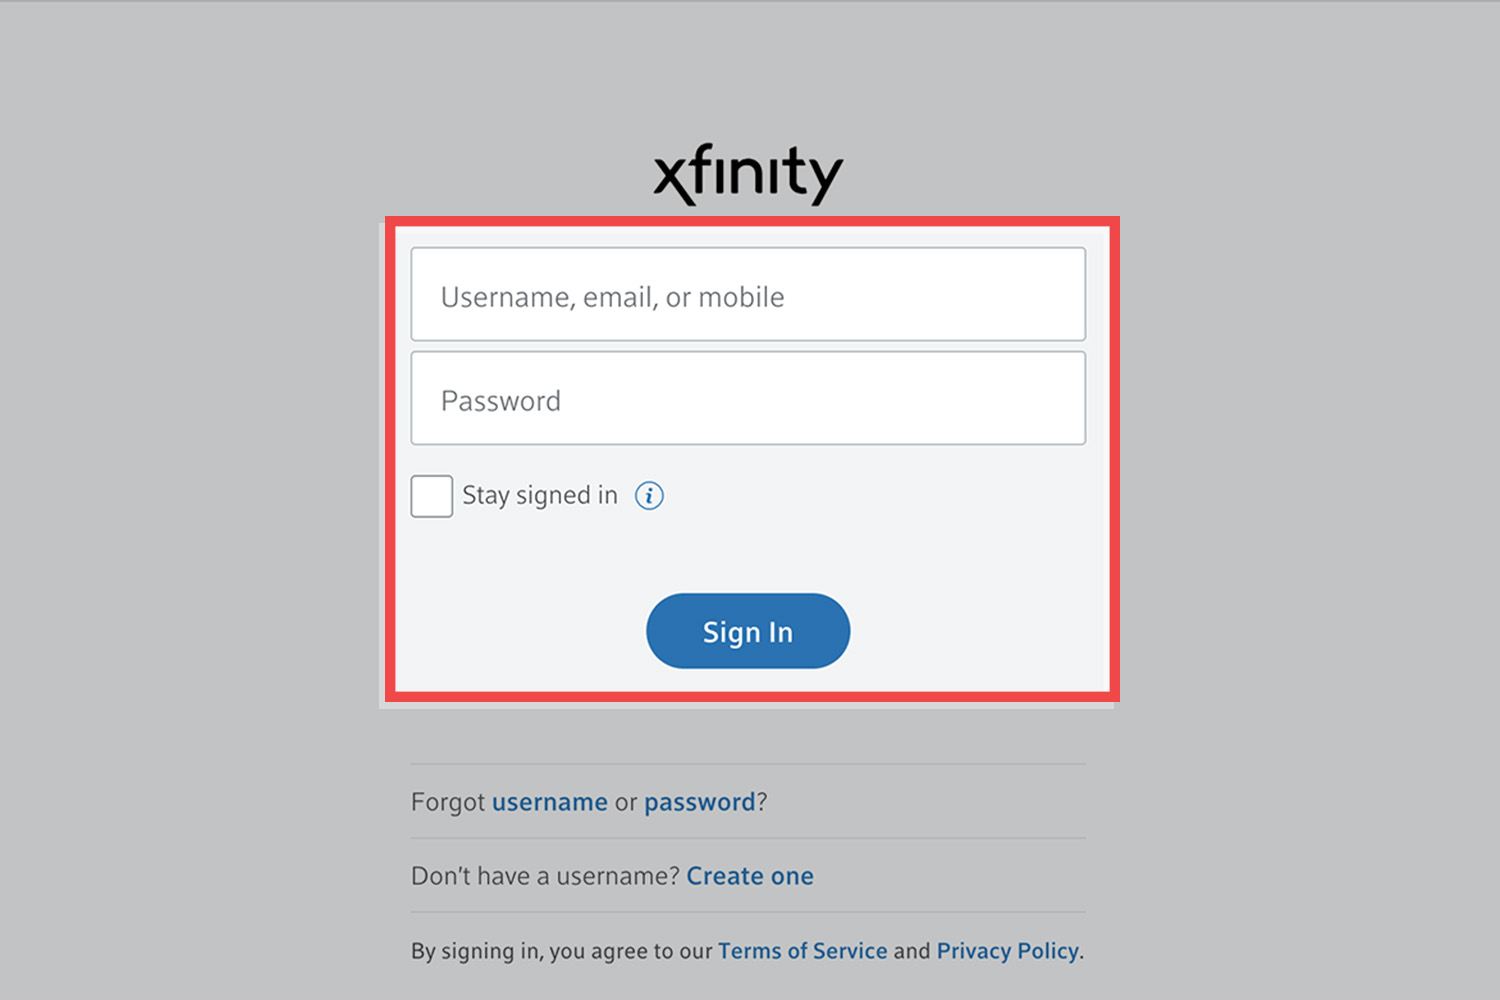 xfinity
Username, email, or mobile
Password
Stay signed in i
Sign In
Forgot username or password?
Don't have a username? Create one
By signing in, you agree to our Terms of Service and Privacy Policy.